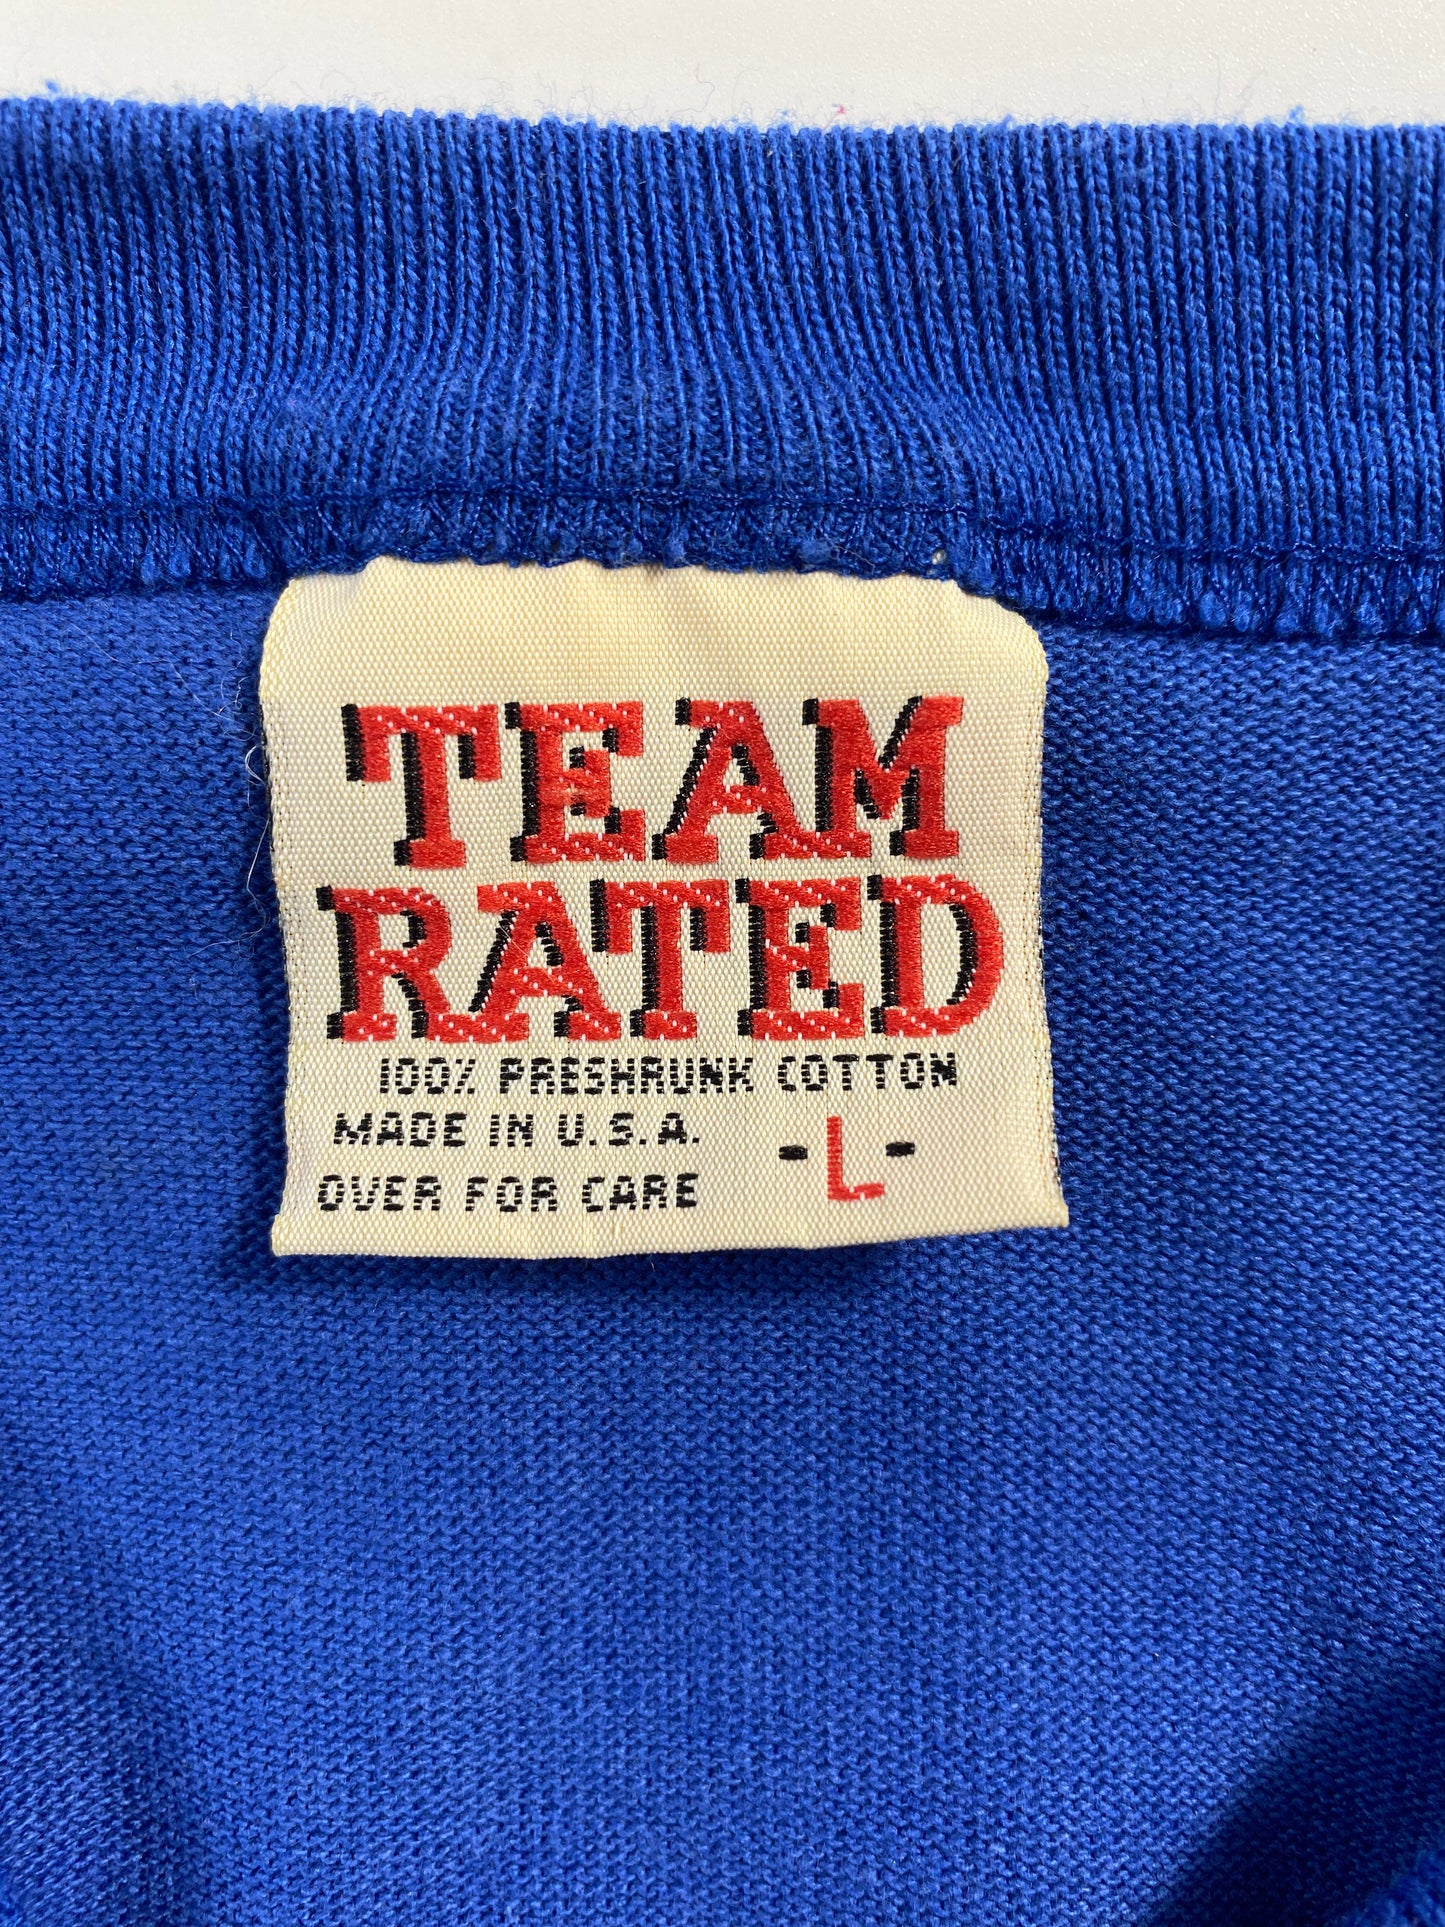 TEAM
RATED
100% PRESHRUNK COTTON
MADE IN U.S.A. -L-
OVER FOR CARE